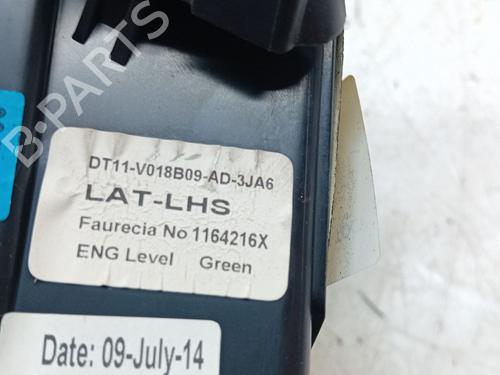 B-PARTS
DT11-V018B09-AD-3JA6
LAT-LHS
Faurecia No 1164216X
ENG Level Green
Date: 09-July-14